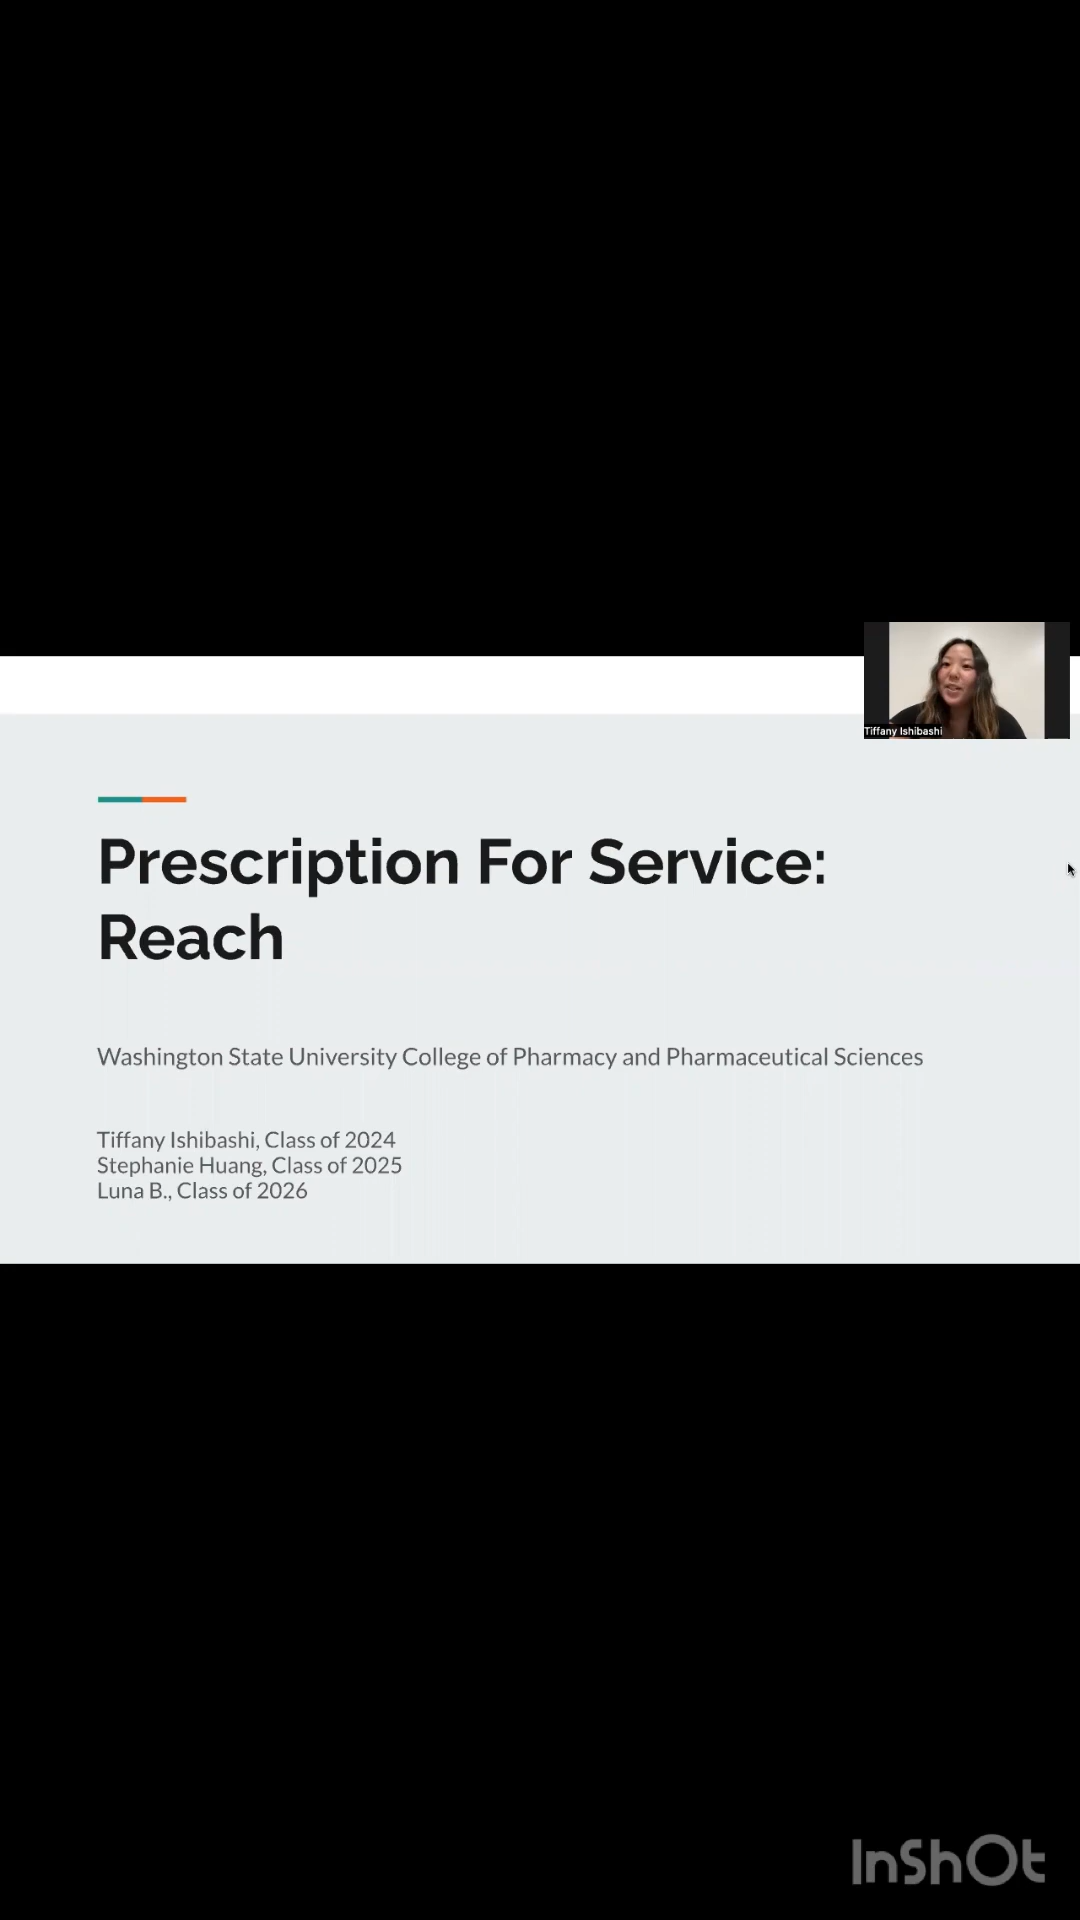 Tiffany Ishibashi
Prescription For Service:
Reach
Washington State University College of Pharmacy and Pharmaceutical Sciences
Tiffany Ishibashi, Class of 2024
Stephanie Huang, Class of 2025
Luna B., Class of 2026
InShOt